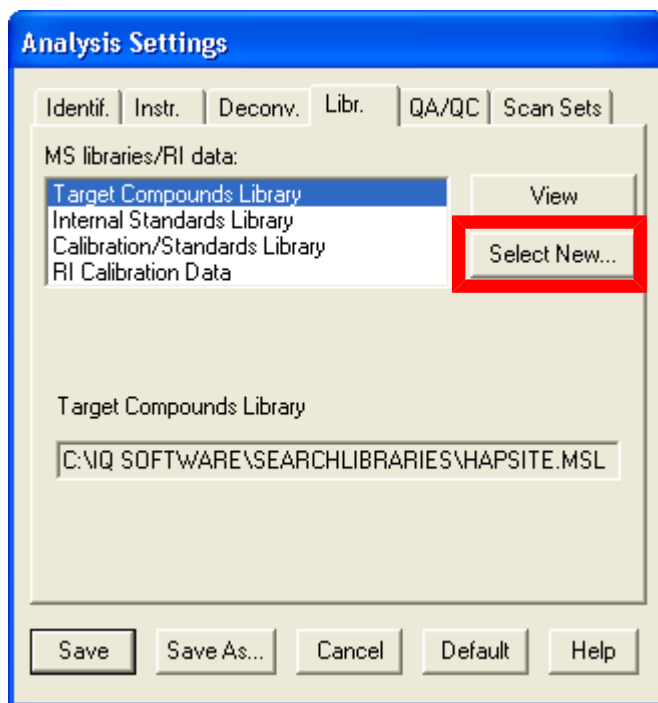 Analysis Settings
Identif. Instr. Deconv. Libr. QA/QC Scan Sets
MS libraries/RI data:
Target Compounds Library
Internal Standards Library
Calibration/Standards Library
RI Calibration Data
View
Select New...
Target Compounds Library
C:\IQ SOFTWARE\SEARCHLIBRARIES\HAPSITE.MSL
Save Save As... Cancel Default Help